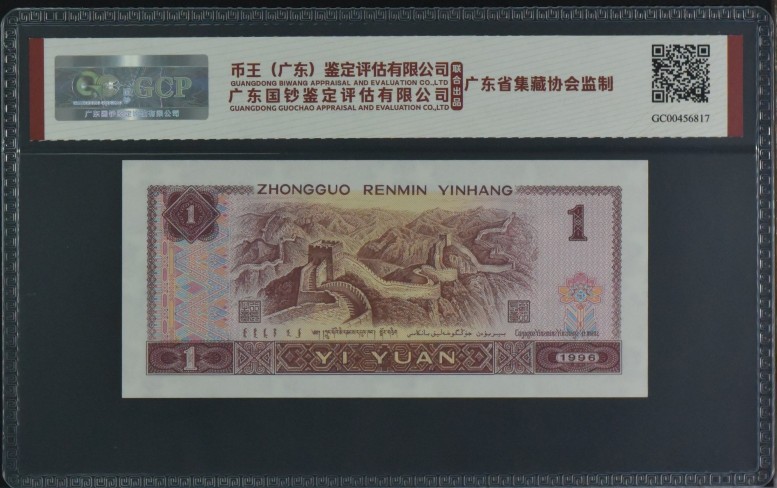 GCP
广东国钞鉴定评估有限公司
币王（广东）鉴定评估有限公司
GUANGDONG BIWANG APPRAISAL AND EVALUATION CO.,LTD
广东国钞鉴定评估有限公司
GUANGDONG GUOCHAO APPRAISAL AND EVALUATION CO.,LTD
联合出品
广东省集藏协会监制
GC00456817
ZHONGGUO RENMIN YINHANG
1
1
1
YI YUAN
1996